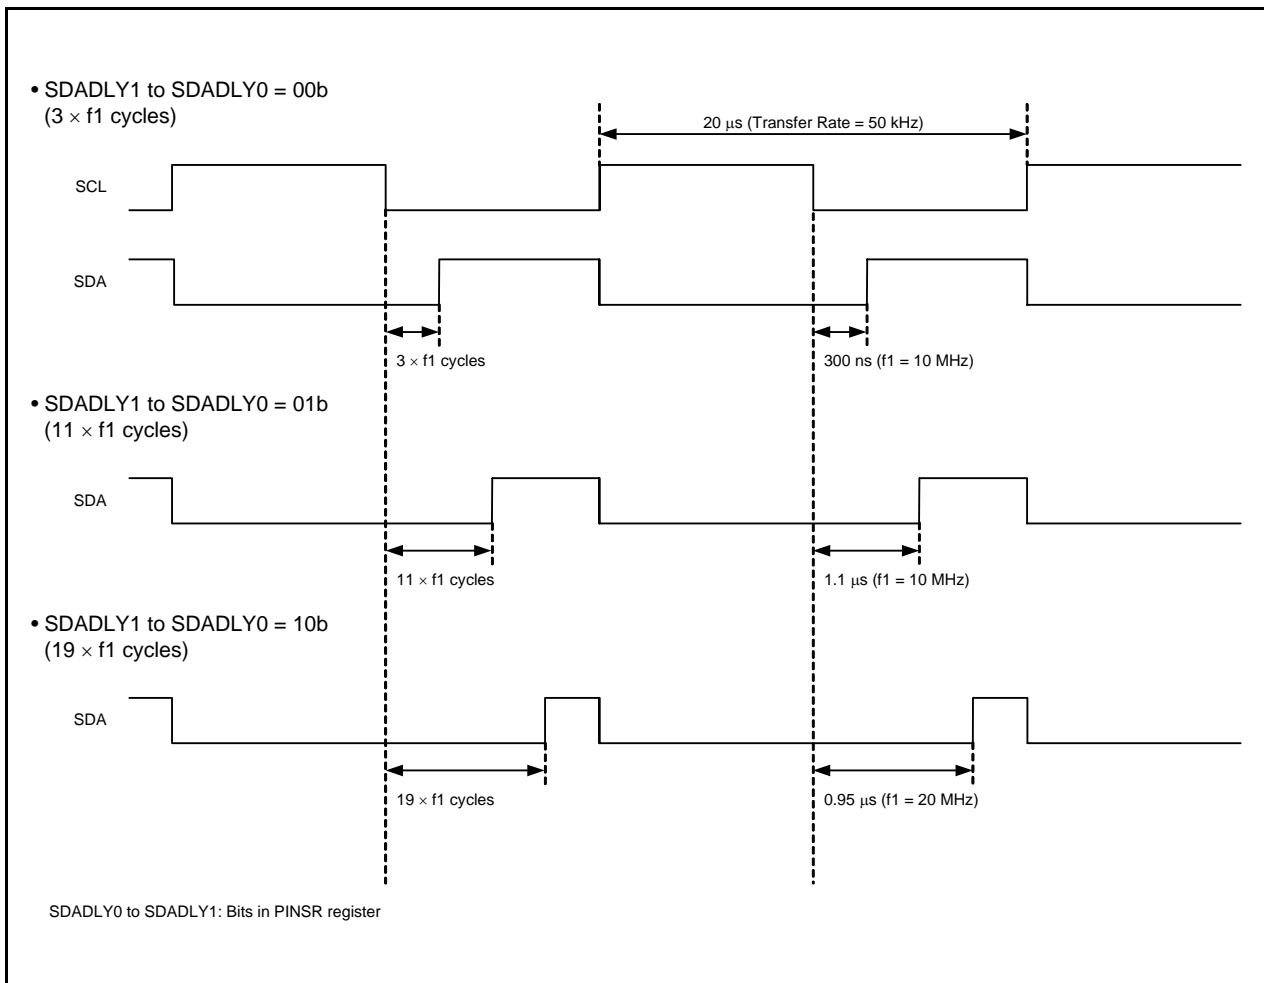 • SDADLY1 to SDADLY0 = 00b
(3 × f1 cycles)
20 μs (Transfer Rate = 50 kHz)
SCL
SDA
3 × f1 cycles
300 ns (f1 = 10 MHz)
• SDADLY1 to SDADLY0 = 01b
(11 × f1 cycles)
SDA
11 × f1 cycles
1.1 μs (f1 = 10 MHz)
• SDADLY1 to SDADLY0 = 10b
(19 × f1 cycles)
SDA
19 × f1 cycles
0.95 μs (f1 = 20 MHz)
SDADLY0 to SDADLY1: Bits in PINSR register